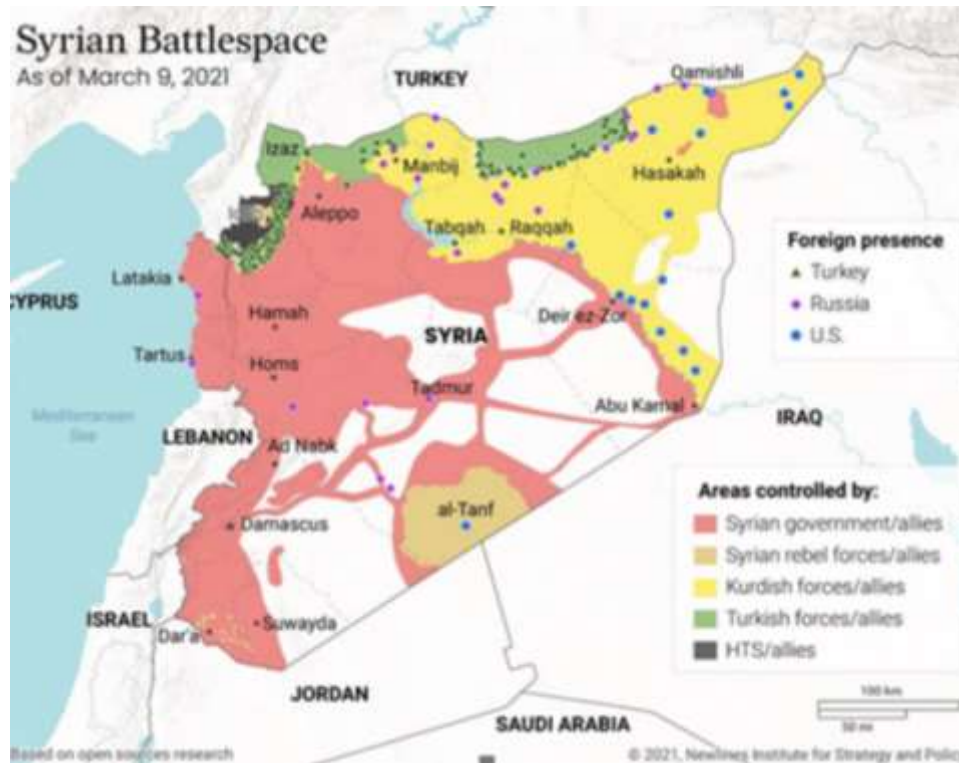 Syrian Battlespace
As of March 9, 2021
TURKEY
Qamishli
Izaz
Manbij
Hasakah
Aleppo
Tabqah
Raqqah
Latakia
CYPRUS
Hamah
SYRIA
Deir ez-Zor
Tartus
Homs
Tadmur
Abu Kamal
Mediterranean
Sea
LEBANON
IRAQ
Ad Nabk
al-Tanf
Damascus
ISRAEL
Dar'a
Suwayda
JORDAN
SAUDI ARABIA
Foreign presence
Turkey
Russia
U.S.
Areas controlled by:
Syrian government/allies
Syrian rebel forces/allies
Kurdish forces/allies
Turkish forces/allies
HTS/allies
100 km
50 mi
Based on open sources research
© 2021, Newlines Institute for Strategy and Polic